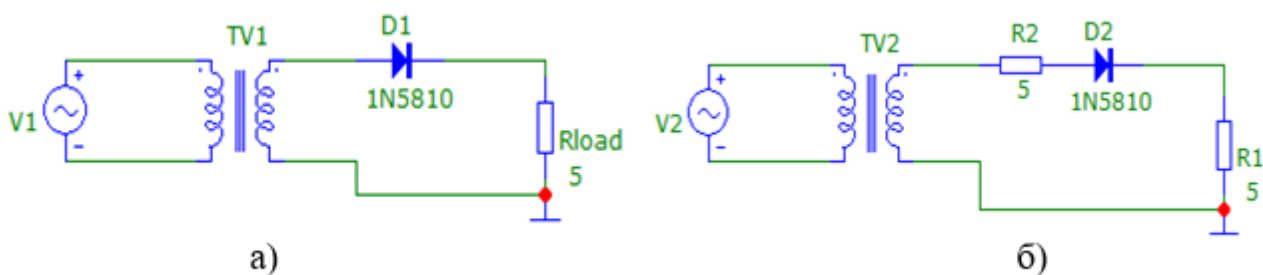 TV1
D1
1N5810
V1
+
−
Rload
5
а)
TV2
R2
5
D2
1N5810
V2
+
−
R1
5
б)